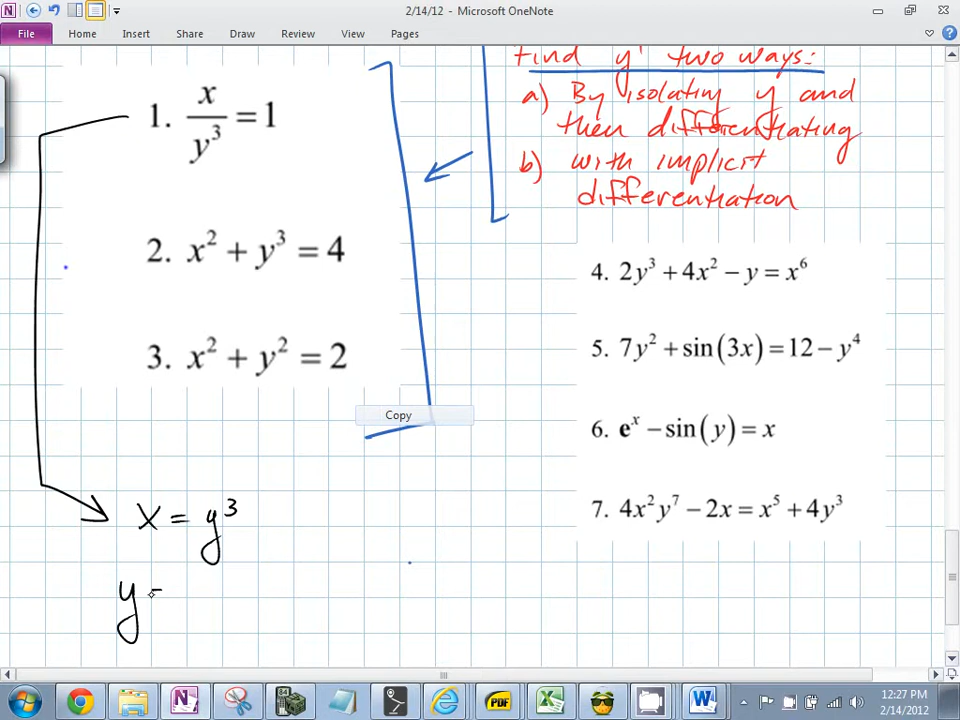 2/14/12 - Microsoft OneNote
File Home Insert Share Draw Review View Pages
Find y' two ways:
a) By isolating y and
then differentiating
b) with implicit
differentiation
1. x/y³ = 1
2. x² + y³ = 4
3. x² + y² = 2
Copy
x = y³
y =
4. 2y³ + 4x² − y = x⁶
5. 7y² + sin(3x) = 12 − y⁴
6. eˣ − sin(y) = x
7. 4x²y⁷ − 2x = x⁵ + 4y³
PDF
12:27 PM
2/14/2012